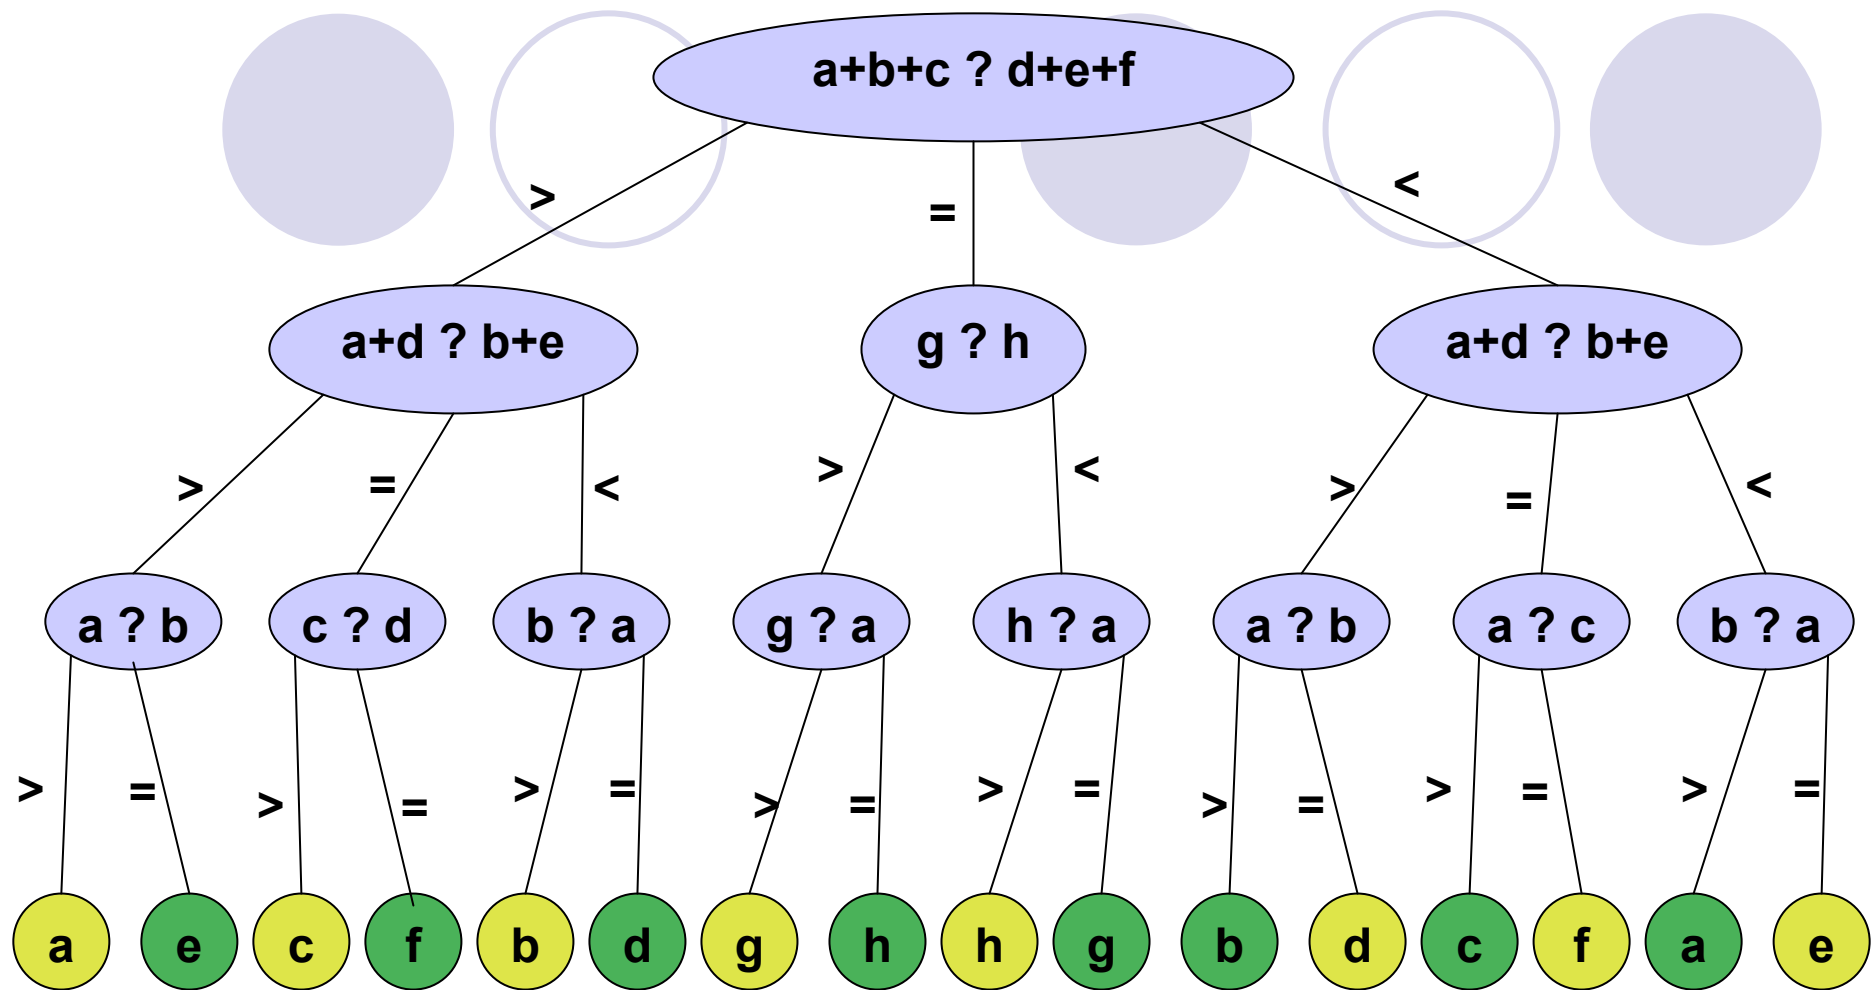 a+b+c ? d+e+f
> = <
a+d ? b+e g ? h a+d ? b+e
> = < > < > = <
a ? b c ? d b ? a g ? a h ? a a ? b a ? c b ? a
> = > = > = > = > = > = > = > =
a e c f b d g h h g b d c f a e